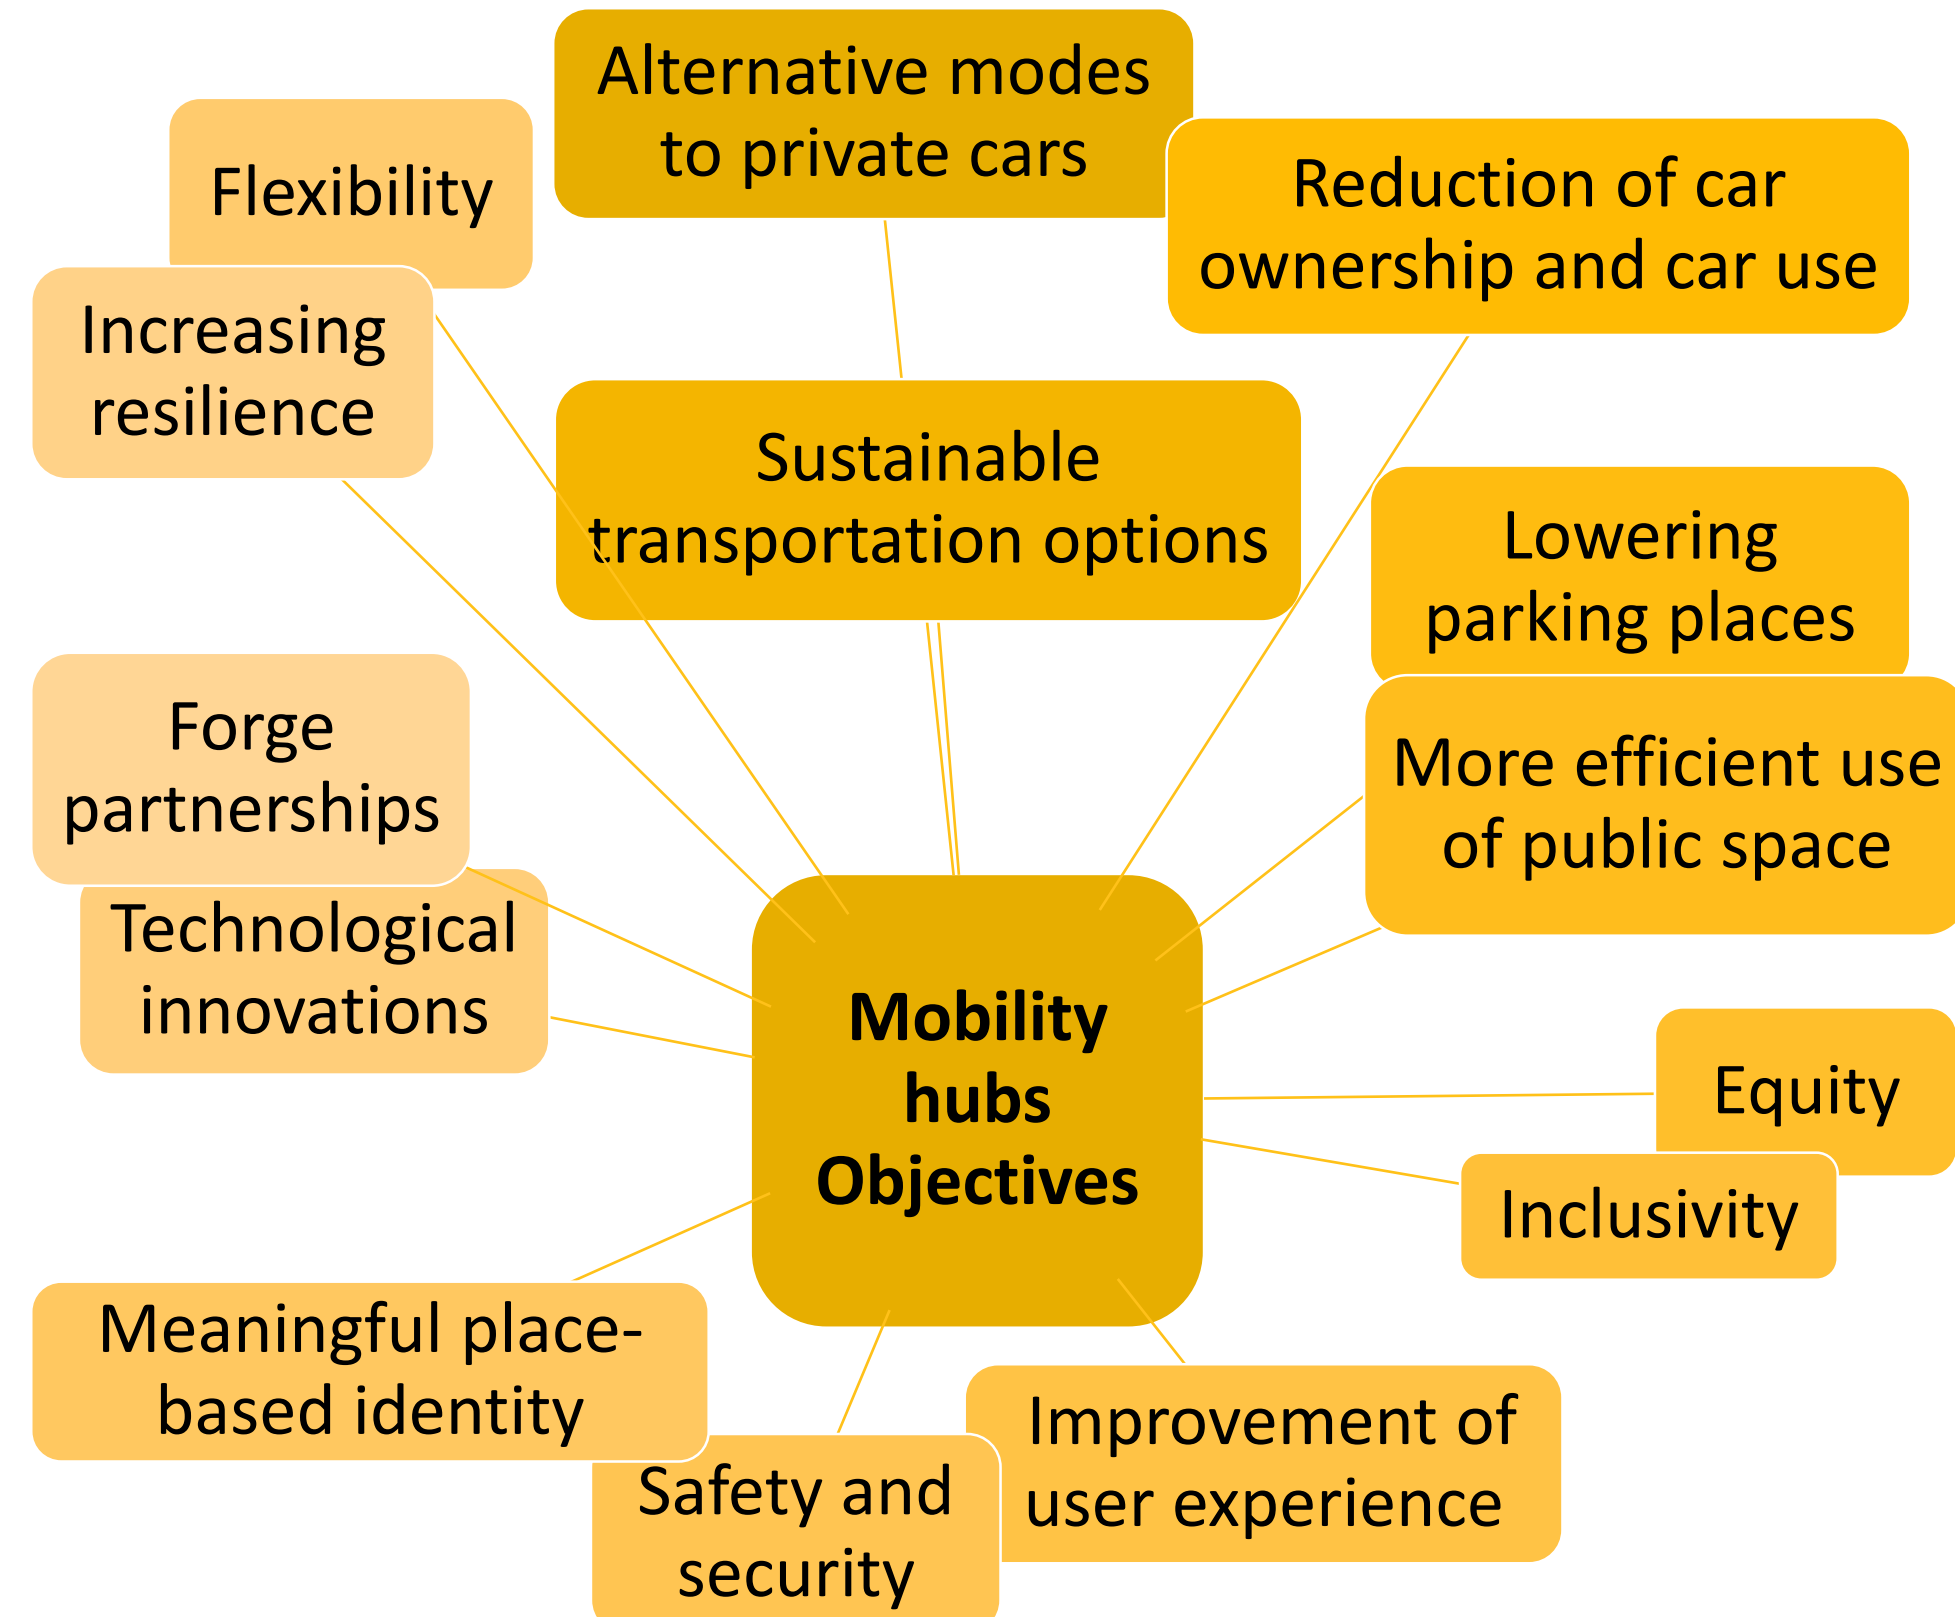 Alternative modes
to private cars
Reduction of car
ownership and car use
Flexibility
Increasing
resilience
Sustainable
transportation options
Lowering
parking places
More efficient use
of public space
Forge
partnerships
Technological
innovations
Mobility
hubs
Objectives
Equity
Inclusivity
Meaningful place-
based identity
Safety and
security
Improvement of
user experience